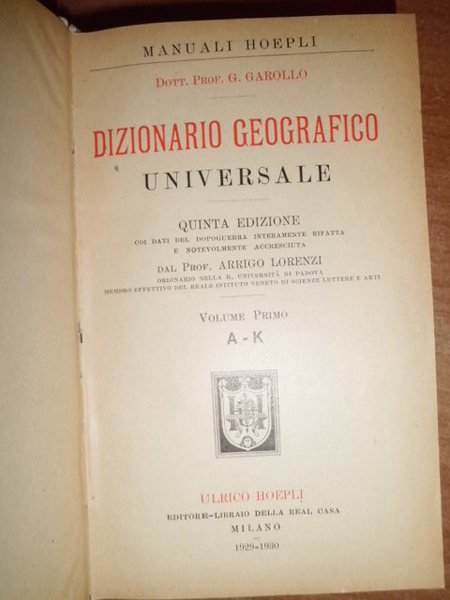 MANUALI HOEPLI
DOTT. PROF. G. GAROLLO
DIZIONARIO GEOGRAFICO
UNIVERSALE
QUINTA EDIZIONE
COI DATI DEL DOPOGUERRA INTERAMENTE RIFATTA
E NOTEVOLMENTE ACCRESCIUTA
DAL PROF. ARRIGO LORENZI
ORDINARIO NELLA R. UNIVERSITÀ DI PADOVA
MEMBRO EFFETTIVO DEL REALE ISTITUTO VENETO DI SCIENZE LETTERE E ARTI
VOLUME PRIMO
A - K
ULRICO HOEPLI
EDITORE-LIBRAIO DELLA REAL CASA
MILANO
1929-1930